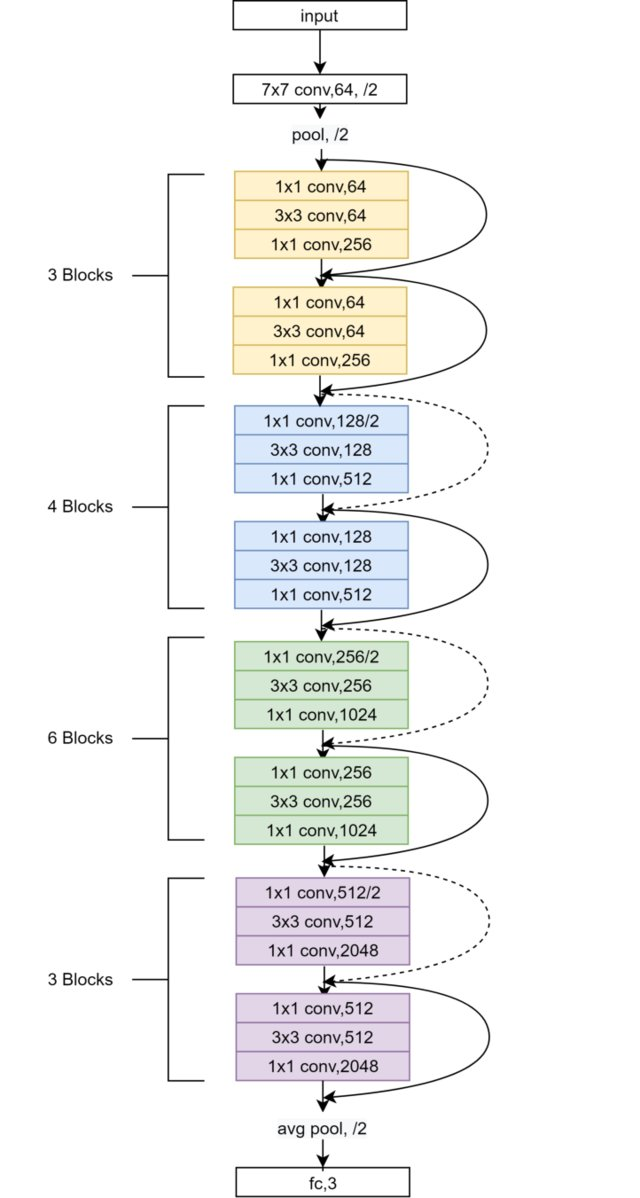 input
7x7 conv,64, /2
pool, /2
1x1 conv,64
3x3 conv,64
1x1 conv,256
3 Blocks
1x1 conv,64
3x3 conv,64
1x1 conv,256
1x1 conv,128/2
3x3 conv,128
1x1 conv,512
4 Blocks
1x1 conv,128
3x3 conv,128
1x1 conv,512
1x1 conv,256/2
3x3 conv,256
1x1 conv,1024
6 Blocks
1x1 conv,256
3x3 conv,256
1x1 conv,1024
1x1 conv,512/2
3x3 conv,512
1x1 conv,2048
3 Blocks
1x1 conv,512
3x3 conv,512
1x1 conv,2048
avg pool, /2
fc,3